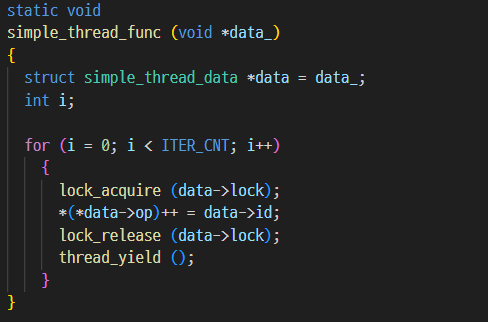 static void
simple_thread_func (void *data_)
{
  struct simple_thread_data *data = data_;
  int i;

  for (i = 0; i < ITER_CNT; i++)
    {
      lock_acquire (data->lock);
      *(*data->op)++ = data->id;
      lock_release (data->lock);
      thread_yield ();
    }
}